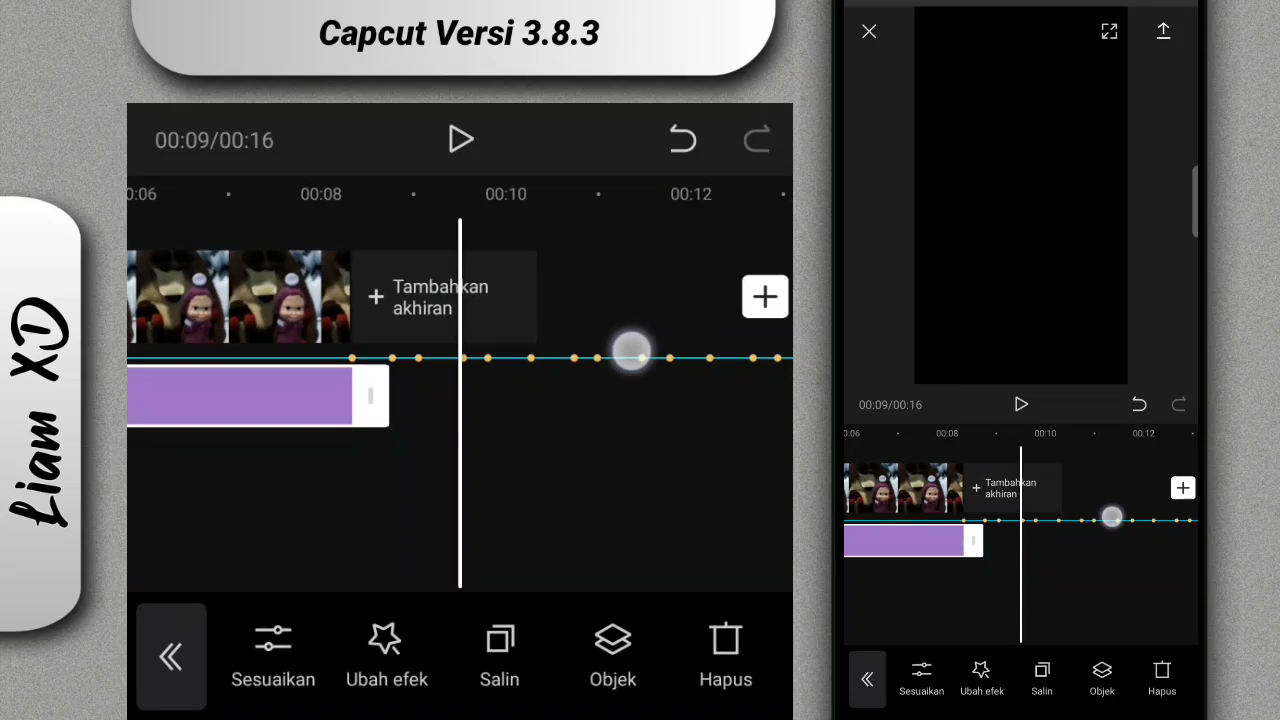 Capcut Versi 3.8.3
Liam XD
00:09/00:16
0:06
00:08
00:10
00:12
+ Tambahkan
akhiran
Sesuaikan
Ubah efek
Salin
Objek
Hapus
00:09/00:16
0:06
00:08
00:10
00:12
+ Tambahkan
akhiran
Sesuaikan
Ubah efek
Salin
Objek
Hapus